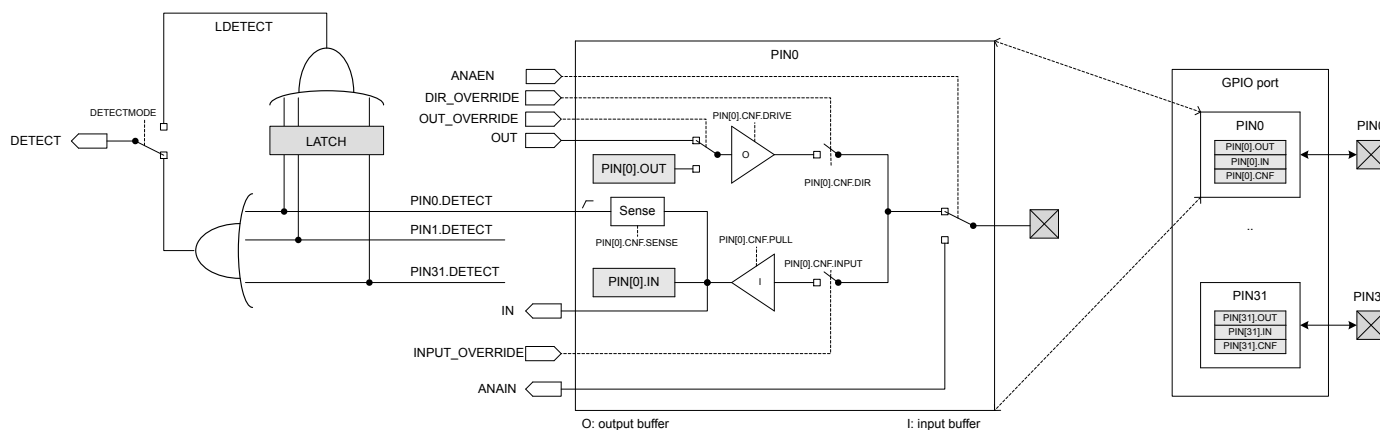 LDETECT
PIN0
ANAEN
GPIO port
DIR_OVERRIDE
DETECTMODE
PIN[0].CNF.DRIVE
OUT_OVERRIDE
PIN0
DETECT
LATCH
OUT
O
PIN[0].OUT
PIN[0].IN
PIN[0].CNF
PIN[0].OUT
PIN[0].CNF.DIR
PIN0.DETECT
Sense
PIN1.DETECT
PIN[0].CNF.SENSE
PIN[0].CNF.PULL
..
PIN[0].CNF.INPUT
PIN31.DETECT
PIN[0].IN
I
PIN31
IN
PIN[31].OUT
PIN[31].IN
PIN[31].CNF
INPUT_OVERRIDE
ANAIN
O: output buffer
I: input buffer